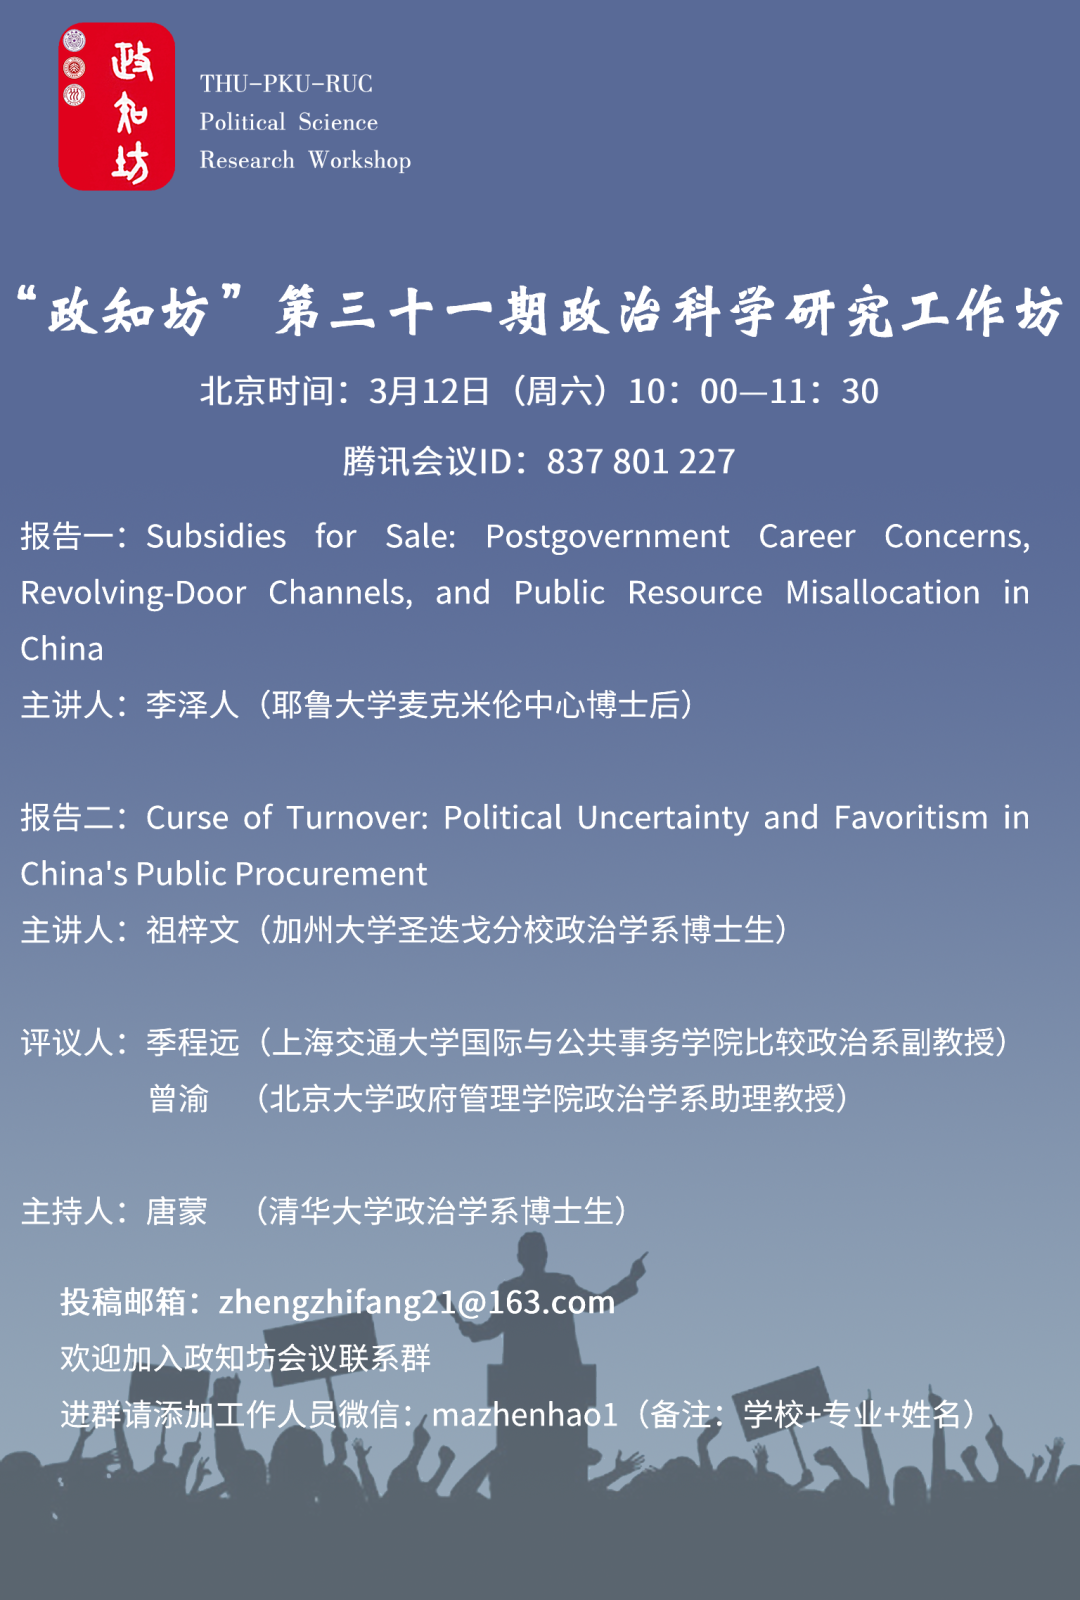 政知坊
THU-PKU-RUC
Political Science
Research Workshop
“政知坊”第三十一期政治科学研究工作坊
北京时间：3月12日（周六）10：00—11：30
腾讯会议ID：837 801 227
报告一：Subsidies for Sale: Postgovernment Career Concerns,
Revolving-Door Channels, and Public Resource Misallocation in
China
主讲人：李泽人（耶鲁大学麦克米伦中心博士后）
报告二：Curse of Turnover: Political Uncertainty and Favoritism in
China's Public Procurement
主讲人：祖梓文（加州大学圣迭戈分校政治学系博士生）
评议人：季程远（上海交通大学国际与公共事务学院比较政治系副教授）
曾渝 （北京大学政府管理学院政治学系助理教授）
主持人：唐蒙 （清华大学政治学系博士生）
投稿邮箱：zhengzhifang21@163.com
欢迎加入政知坊会议联系群
进群请添加工作人员微信：mazhenhao1（备注：学校+专业+姓名）